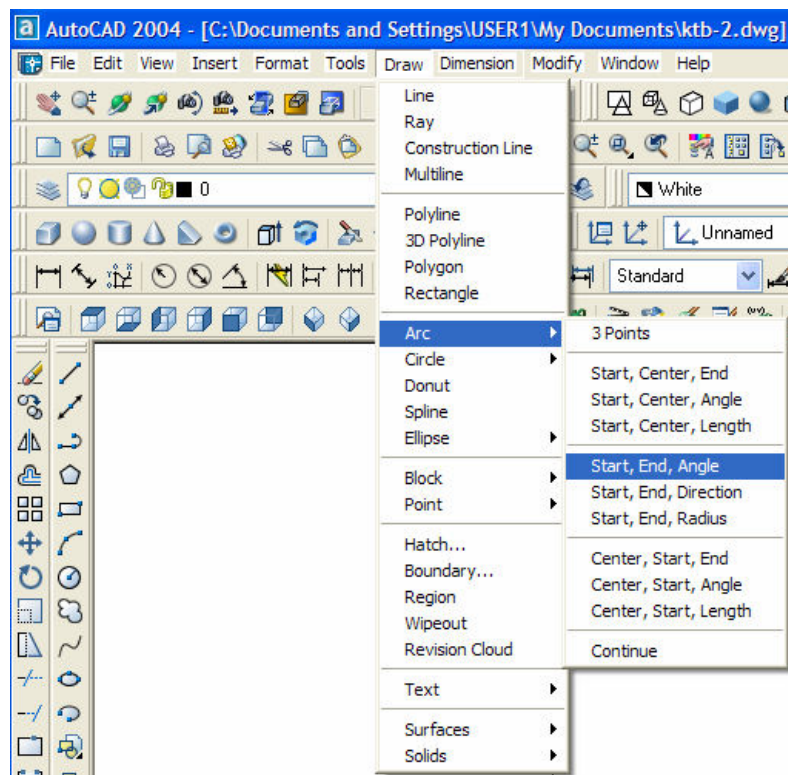 AutoCAD 2004 - [C:\Documents and Settings\USER1\My Documents\ktb-2.dwg]
File Edit View Insert Format Tools Draw Dimension Modify Window Help
Line
Ray
Construction Line
Multiline
0
White
Polyline
3D Polyline
Unnamed
Polygon
Standard
Rectangle
Arc
3 Points
Circle
Donut
Start, Center, End
Spline
Start, Center, Angle
Ellipse
Start, Center, Length
Block
Start, End, Angle
Point
Start, End, Direction
Start, End, Radius
Hatch...
Boundary...
Center, Start, End
Region
Center, Start, Angle
Wipeout
Center, Start, Length
Revision Cloud
Continue
Text
Surfaces
Solids